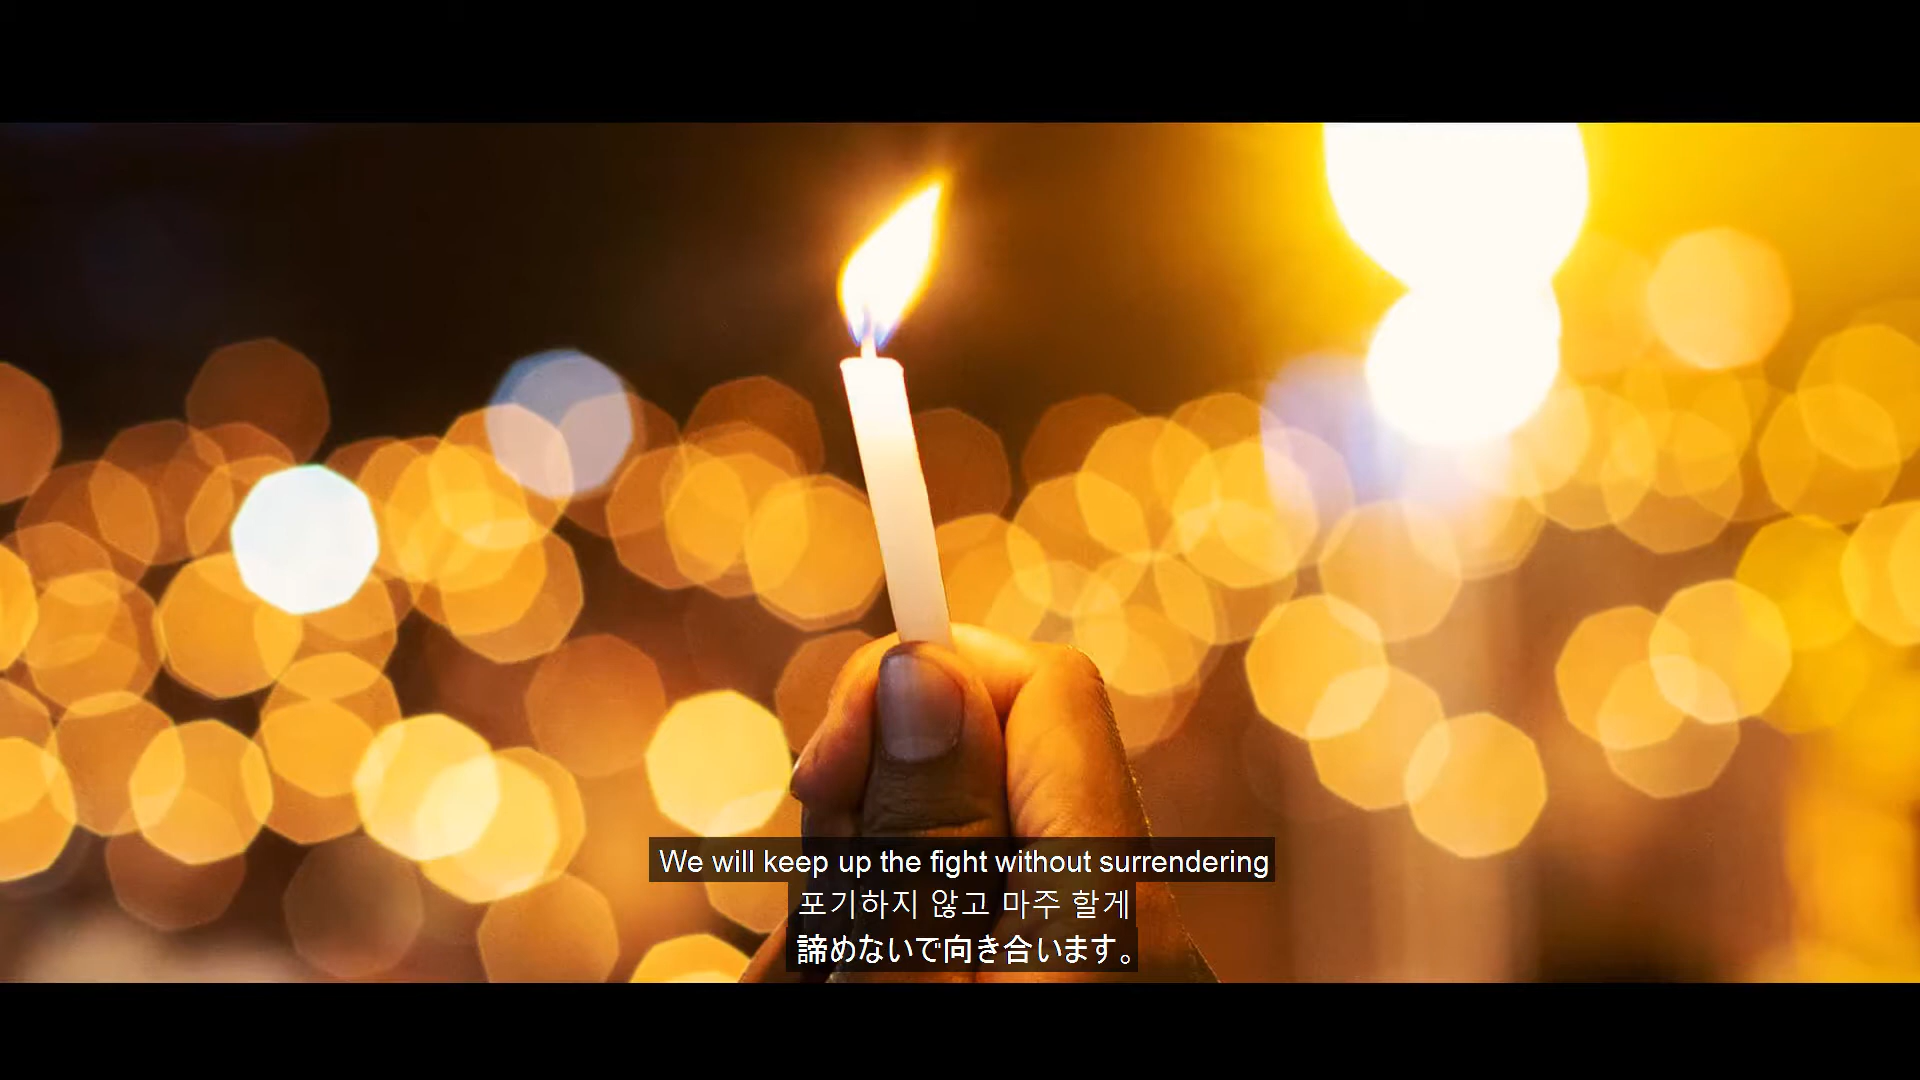 We will keep up the fight without surrendering
포기하지 않고 마주 할게
諦めないで向き合います。